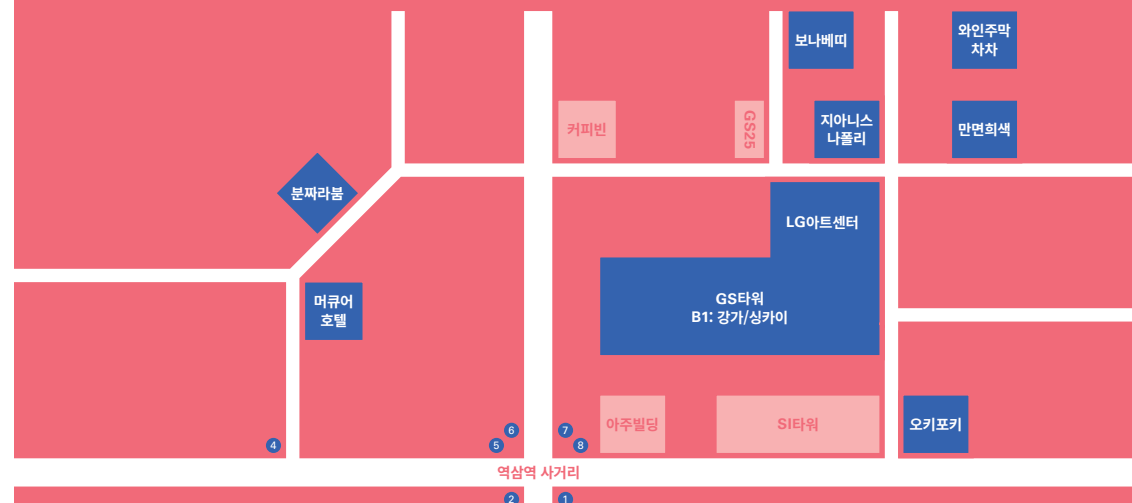 보나베띠
와인주막
차차
커피빈
GS25
지아니스
나폴리
만면희색
분짜라붐
LG아트센터
머큐어
호텔
GS타워
B1: 강가/싱카이
아주빌딩
SI타워
오키포키
4
5
6
7
8
역삼역 사거리
2
1